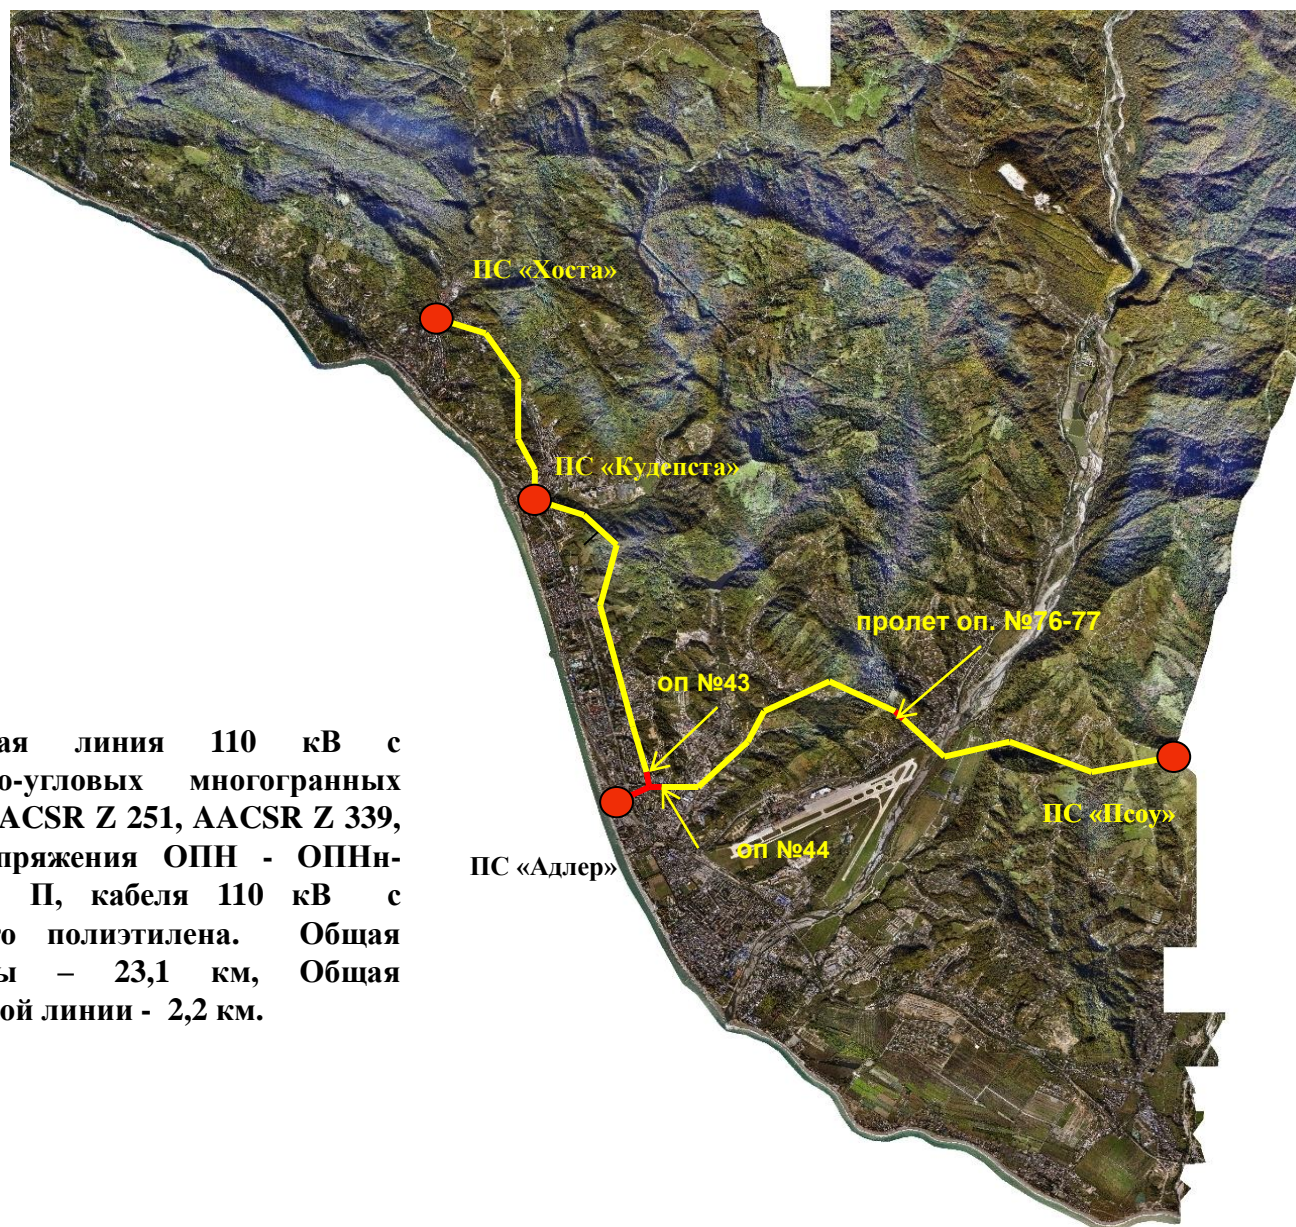 ПС «Хоста»
ПС «Кудепста»
пролет оп. №76-77
оп №43
ПС «Псоу»
оп №44
ПС «Адлер»
ая линия 110 кВ с
о-угловых многогранных
ACSR Z 251, AACSR Z 339,
пряжения ОПН - ОПНн-
П, кабеля 110 кВ с
го полиэтилена. Общая
ы – 23,1 км, Общая
ой линии - 2,2 км.